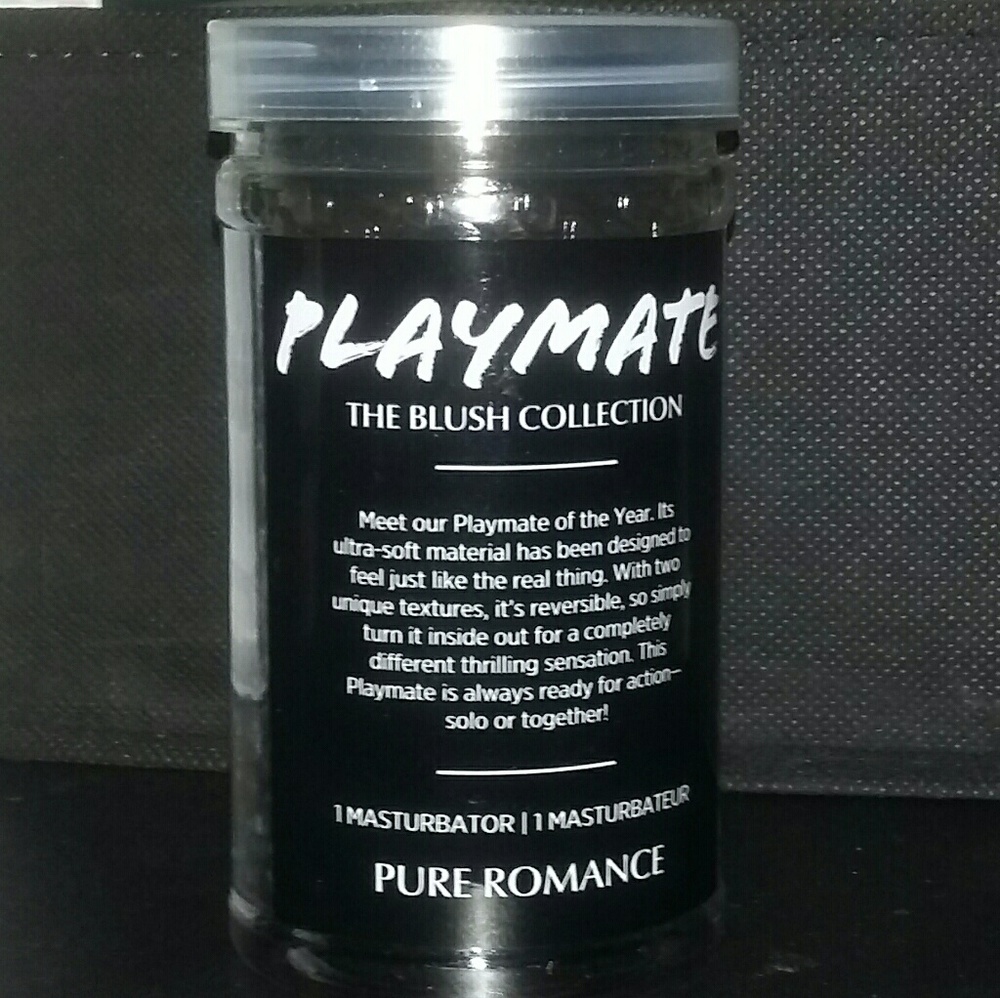 PLAYMATE
THE BLUSH COLLECTION
Meet our Playmate of the Year. Its
ultra-soft material has been designed to
feel just like the real thing. With two
unique textures, it's reversible, so simply
turn it inside out for a completely
different thrilling sensation. This
Playmate is always ready for action—
solo or together!
1 MASTURBATOR | 1 MASTURBATEUR
PURE ROMANCE